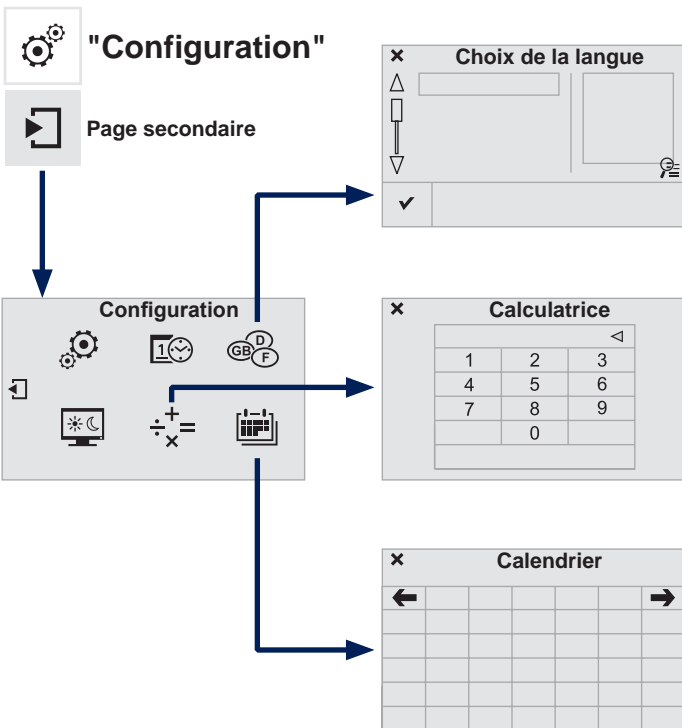 "Configuration"
Page secondaire
Choix de la langue
Configuration
1
GB D F
Calculatrice
1 2 3
4 5 6
7 8 9
0
Calendrier